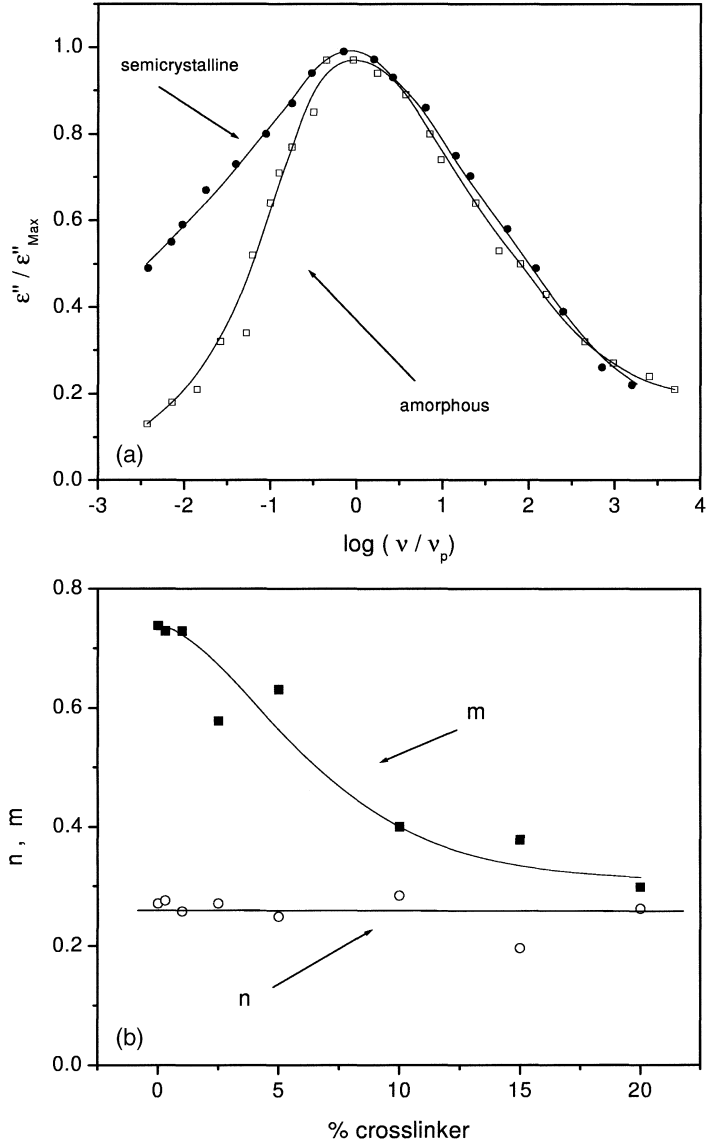 1.0
semicrystalline
0.8
0.6
ε" / ε"Max
0.4
0.2
amorphous
(a)
0.0
-3 -2 -1 0 1 2 3 4
log ( ν / νp)
0.8
m
0.6
n , m
0.4
0.2
n
(b)
0.0
0 5 10 15 20
% crosslinker